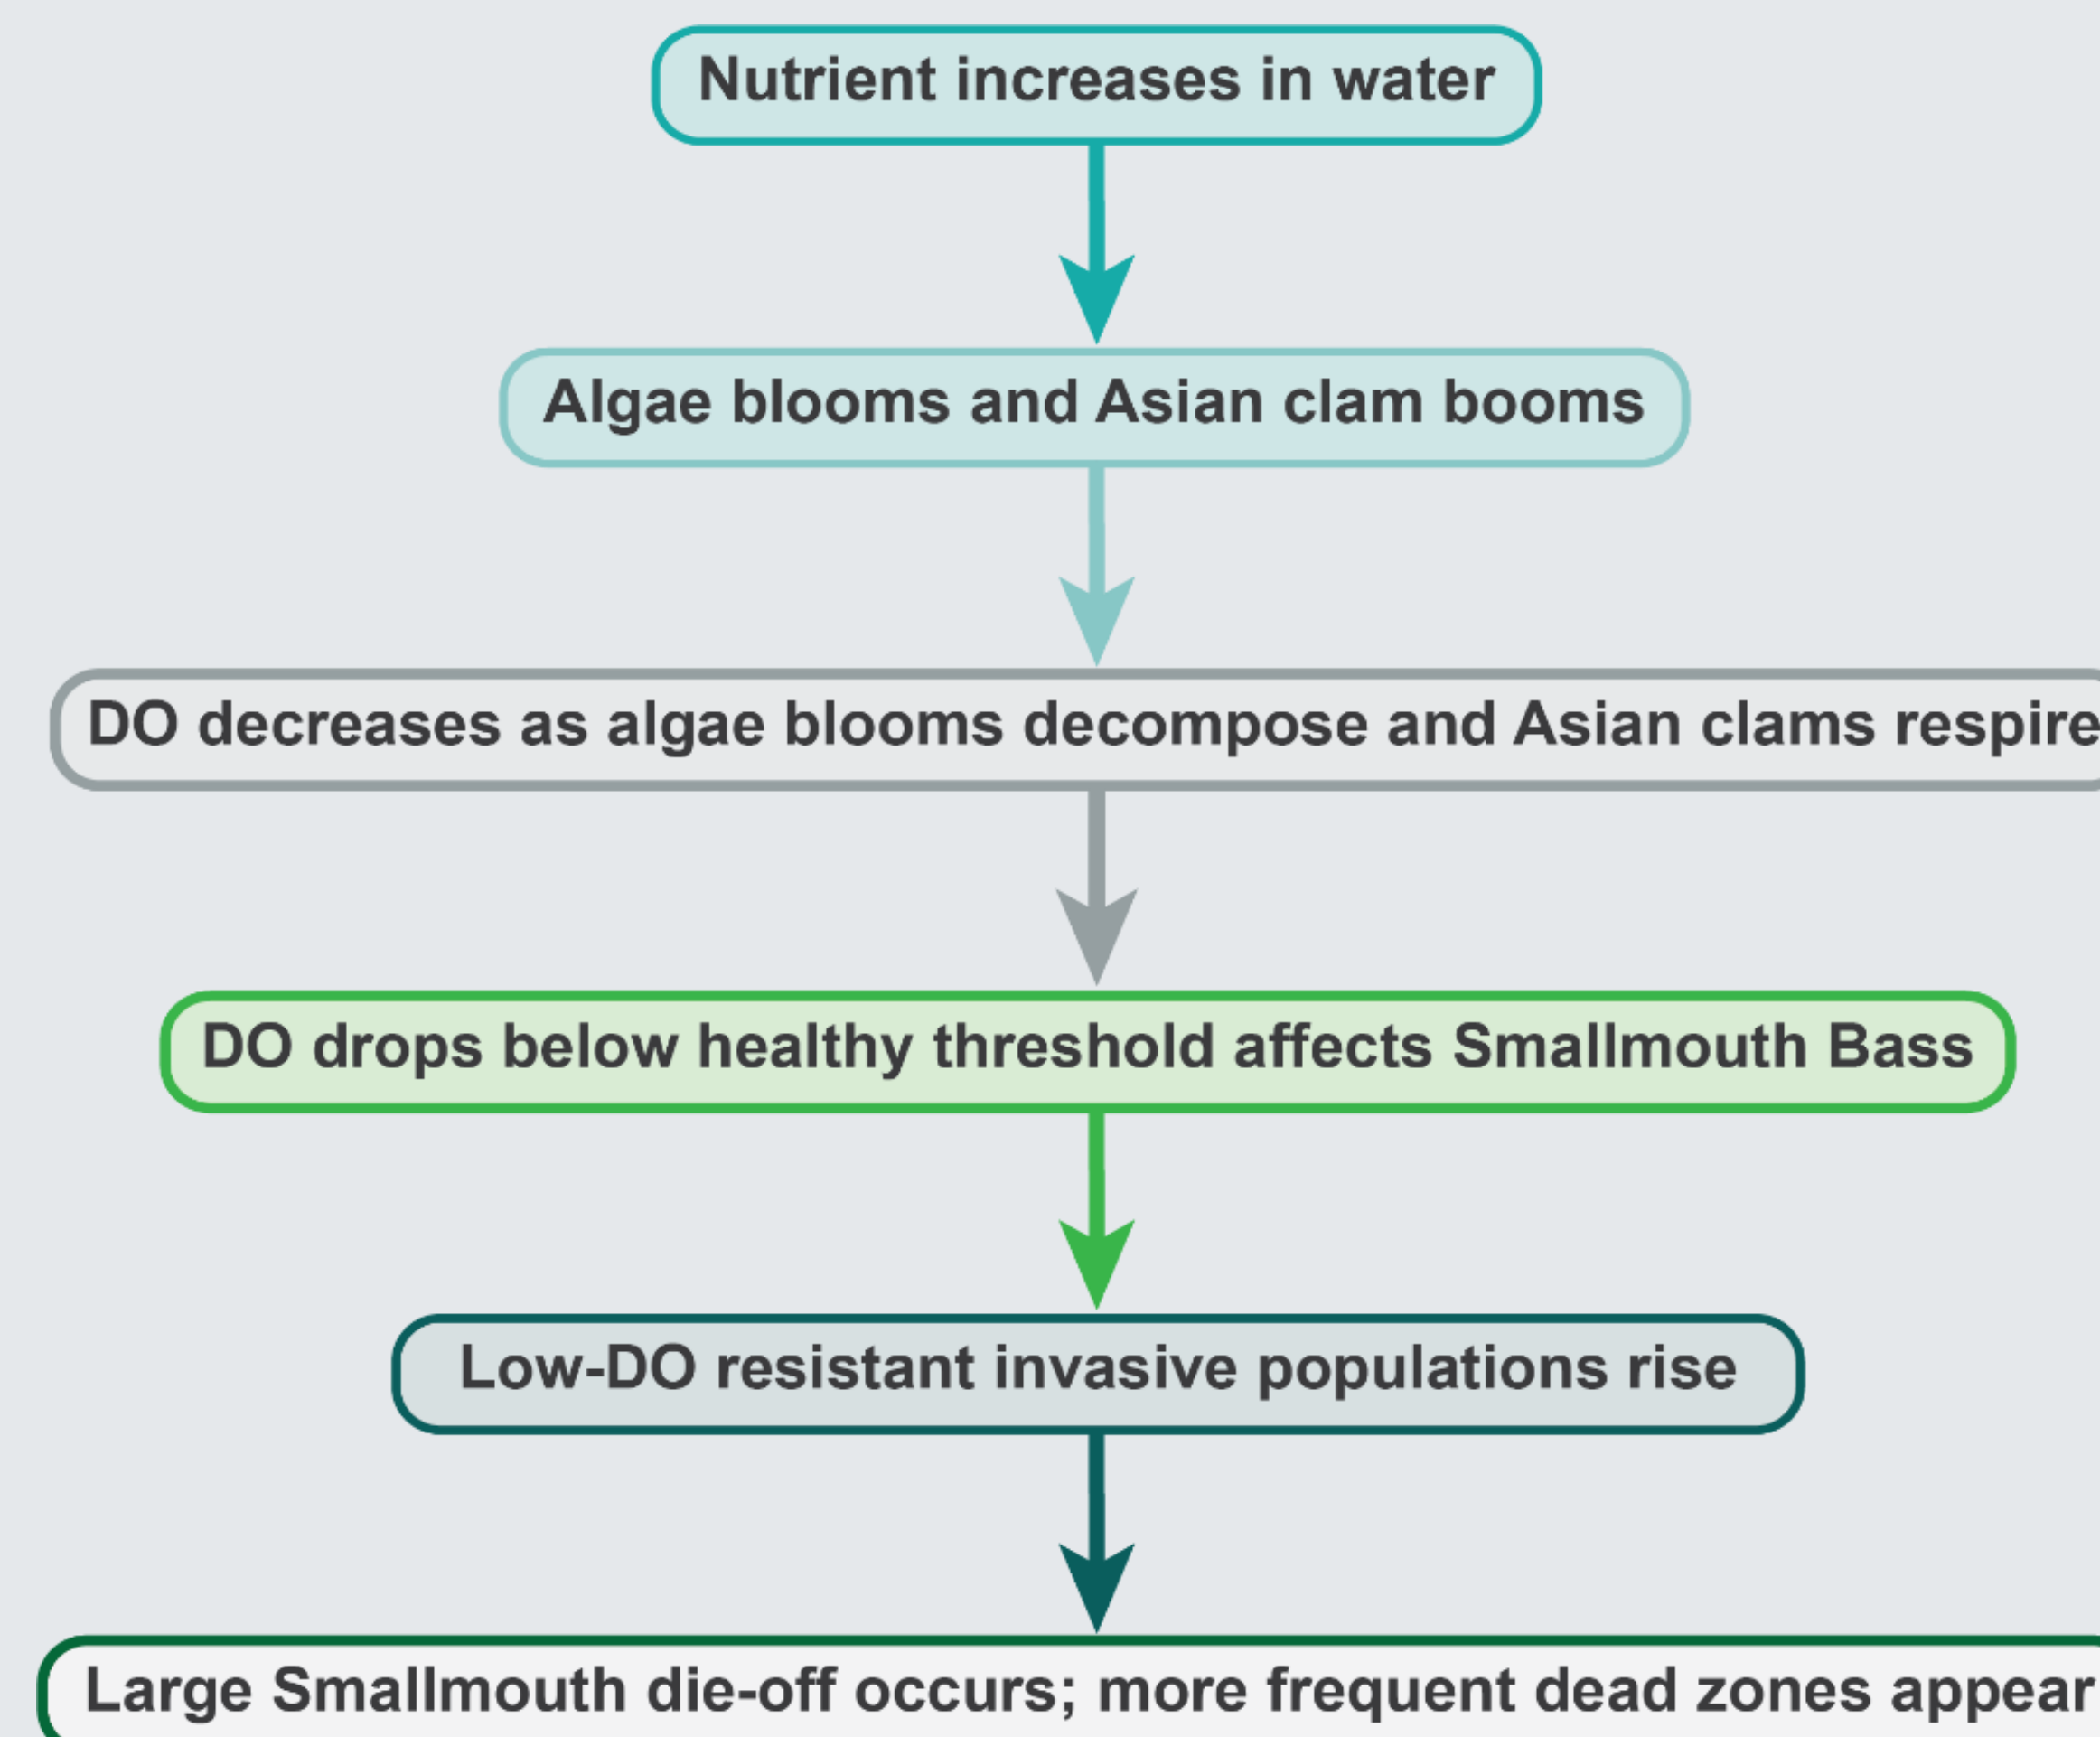 Nutrient increases in water
Algae blooms and Asian clam booms
DO decreases as algae blooms decompose and Asian clams respire
DO drops below healthy threshold affects Smallmouth Bass
Low-DO resistant invasive populations rise
Large Smallmouth die-off occurs; more frequent dead zones appear